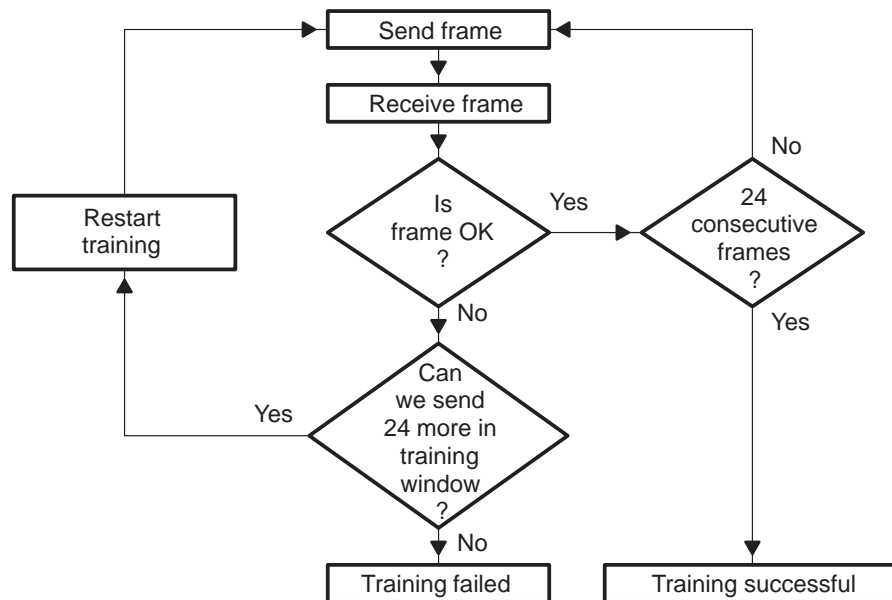 Send frame
Receive frame
No
Restart
training
Is
frame OK
?
Yes
24
consecutive
frames
?
No
Yes
Yes
Can
we send
24 more in
training
window
?
No
Training failed
Training successful